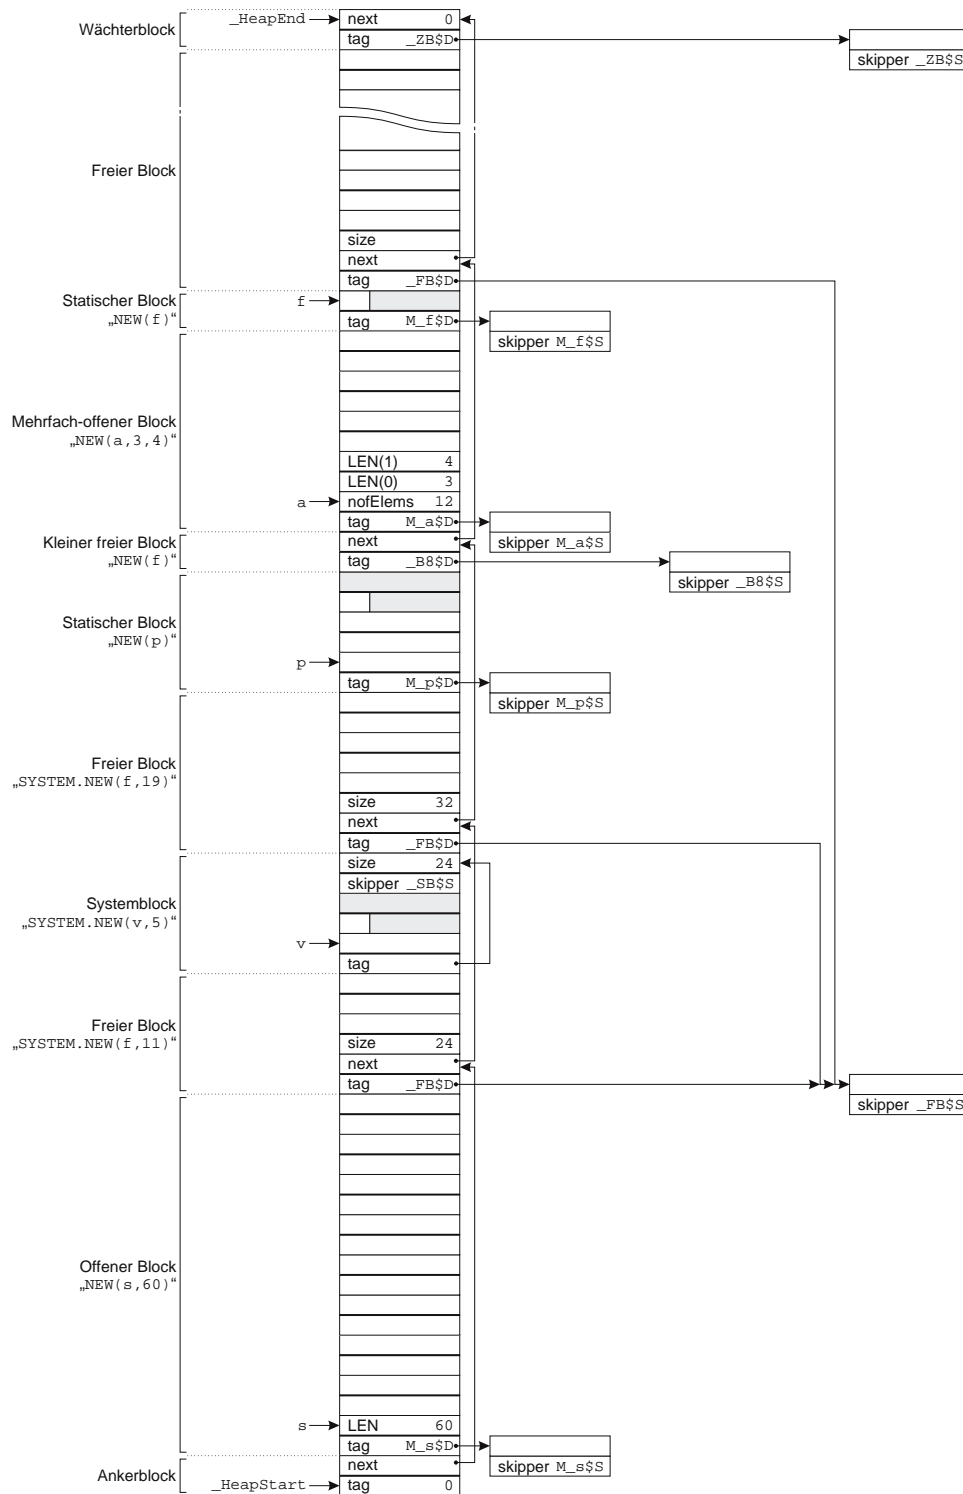 Wächterblock
_HeapEnd
next 0
tag _ZB$D
skipper _ZB$S
Freier Block
size
next
tag _FB$D
Statischer Block
„NEW(f)“
f
tag M_f$D
skipper M_f$S
Mehrfach-offener Block
„NEW(a,3,4)“
LEN(1) 4
LEN(0) 3
a
nofElems 12
tag M_a$D
skipper M_a$S
Kleiner freier Block
„NEW(f)“
next
tag _B8$D
skipper _B8$S
Statischer Block
„NEW(p)“
p
tag M_p$D
skipper M_p$S
Freier Block
„SYSTEM.NEW(f,19)“
size 32
next
tag _FB$D
Systemblock
„SYSTEM.NEW(v,5)“
size 24
skipper _SB$S
v
tag
Freier Block
„SYSTEM.NEW(f,11)“
size 24
next
tag _FB$D
skipper _FB$S
Offener Block
„NEW(s,60)“
s
LEN 60
tag M_s$D
skipper M_s$S
Ankerblock
next
_HeapStart
tag 0